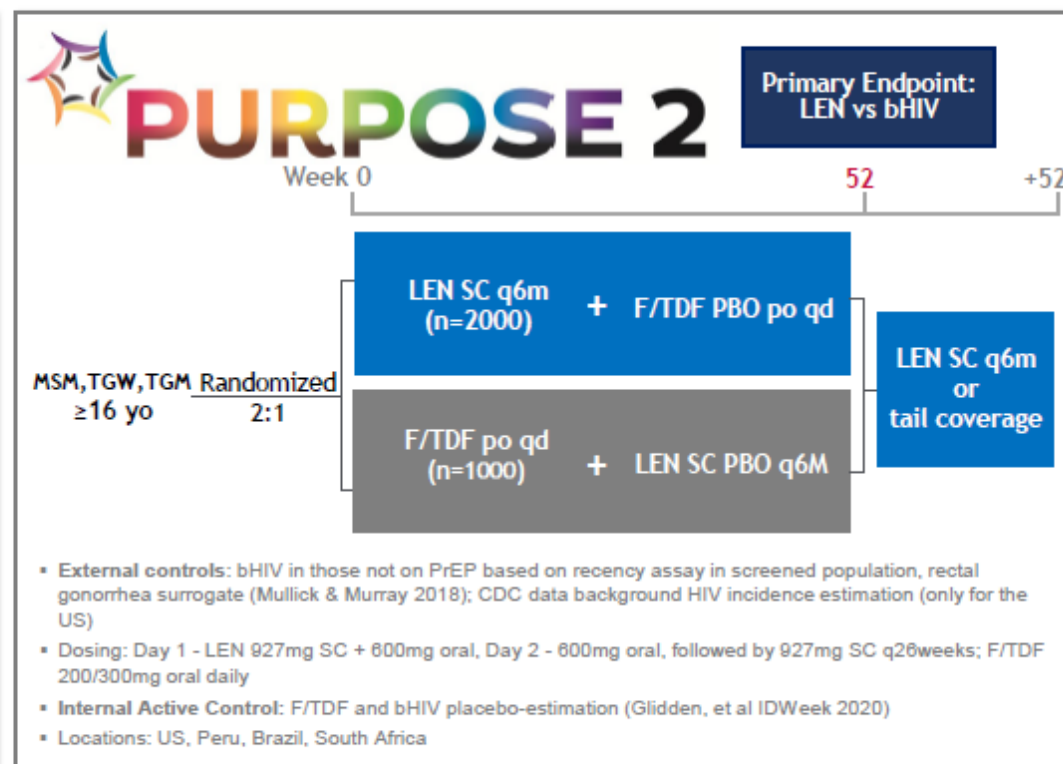 PURPOSE 2
Primary Endpoint:
LEN vs bHIV
Week 0
52
+52
LEN SC q6m
(n=2000)
+
F/TDF PBO po qd
MSM,TGW,TGM
≥16 yo
Randomized
2:1
F/TDF po qd
(n=1000)
+
LEN SC PBO q6M
LEN SC q6m
or
tail coverage
▪ External controls: bHIV in those not on PrEP based on recency assay in screened population, rectal
gonorrhea surrogate (Mullick & Murray 2018); CDC data background HIV incidence estimation (only for the
US)
▪ Dosing: Day 1 - LEN 927mg SC + 600mg oral, Day 2 - 600mg oral, followed by 927mg SC q26weeks; F/TDF
200/300mg oral daily
▪ Internal Active Control: F/TDF and bHIV placebo-estimation (Glidden, et al IDWeek 2020)
▪ Locations: US, Peru, Brazil, South Africa